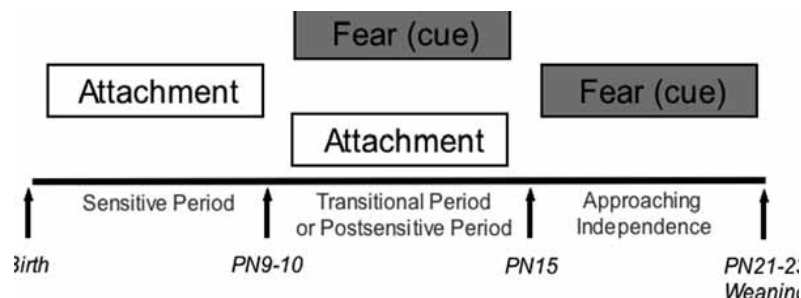 Fear (cue)
Attachment
Fear (cue)
Attachment
Sensitive Period
Transitional Period
or Postsensitive Period
Approaching
Independence
PN9-10
PN15